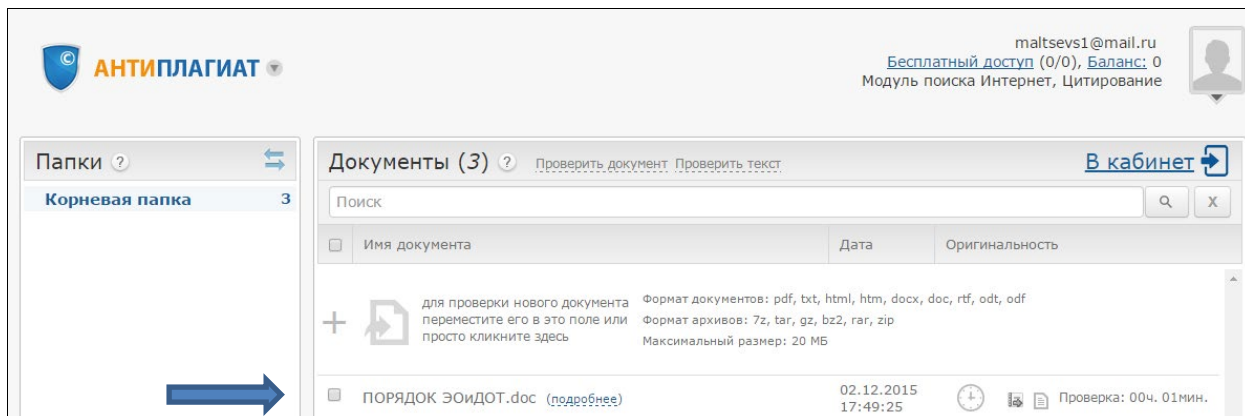 maltsevs1@mail.ru
© АНТИПЛАГИАТ
Бесплатный доступ (0/0), Баланс: 0
Модуль поиска Интернет, Цитирование
Папки ?
Документы (3) ? Проверить документ Проверить текст В кабинет
Корневая папка 3
Поиск X
Имя документа Дата Оригинальность
для проверки нового документа
переместите его в это поле или
просто кликните здесь
Формат документов: pdf, txt, html, htm, docx, doc, rtf, odt, odf
Формат архивов: 7z, tar, gz, bz2, rar, zip
Максимальный размер: 20 МБ
ПОРЯДОК ЭОиДОТ.doc (подробнее)
02.12.2015
17:49:25
Проверка: 00ч. 01мин.